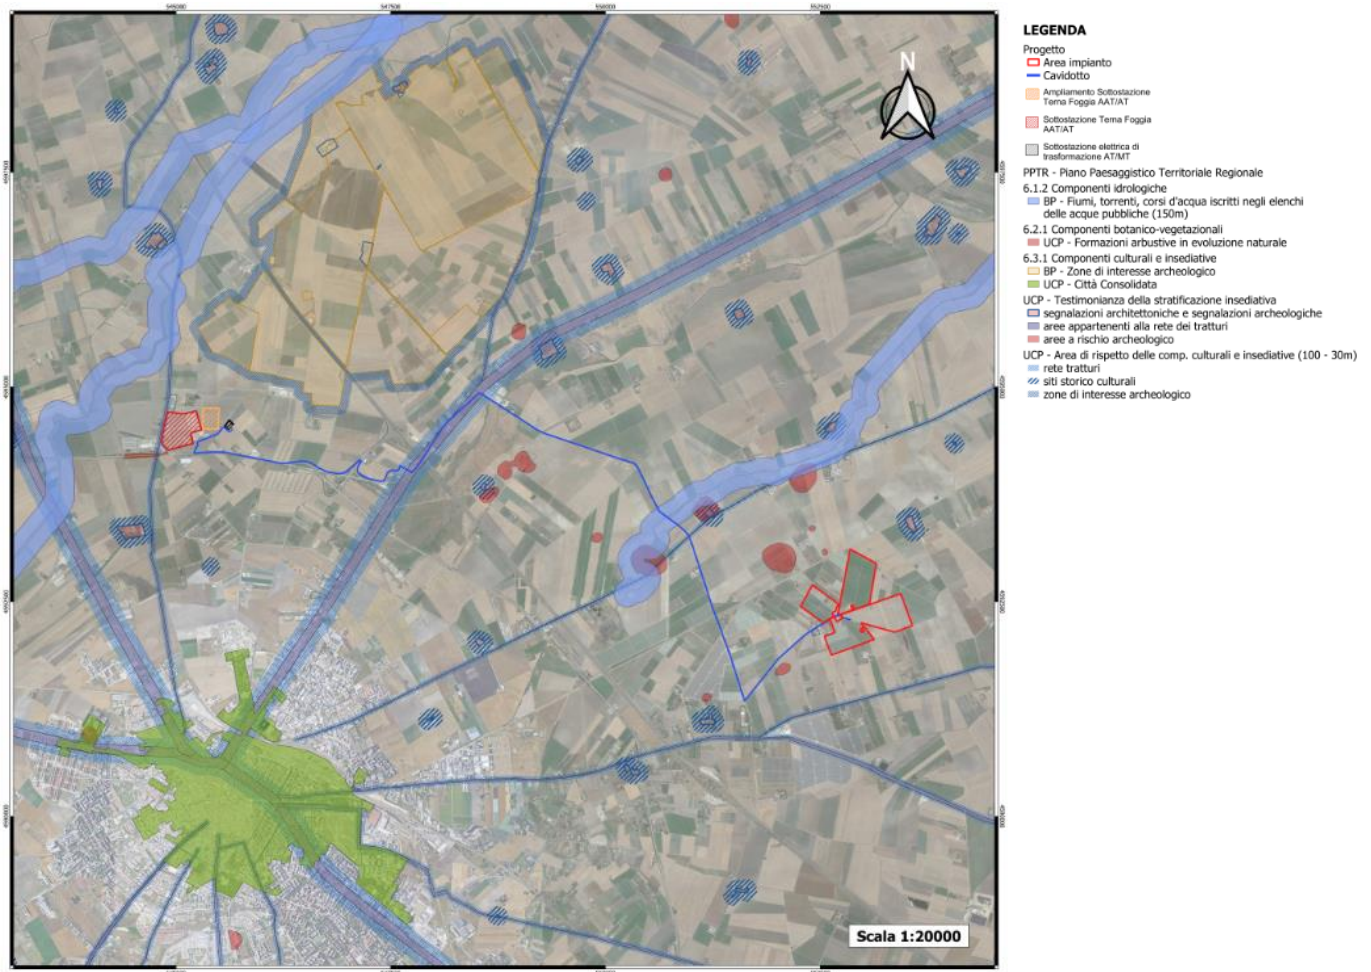 545000
547500
550000
552500
N
LEGENDA
Progetto
Area impianto
Cavidotto
Ampliamento Sottostazione
Terna Foggia AAT/AT
Sottostazione Terna Foggia
AAT/AT
Sottostazione elettrica di
trasformazione AT/MT
PPTR - Piano Paesaggistico Territoriale Regionale
6.1.2 Componenti idrologiche
BP - Fiumi, torrenti, corsi d'acqua iscritti negli elenchi
delle acque pubbliche (150m)
6.2.1 Componenti botanico-vegetazionali
UCP - Formazioni arbustive in evoluzione naturale
6.3.1 Componenti culturali e insediative
BP - Zone di interesse archeologico
UCP - Città Consolidata
UCP - Testimonianza della stratificazione insediativa
segnalazioni architettoniche e segnalazioni archeologiche
aree appartenenti alla rete dei tratturi
aree a rischio archeologico
UCP - Area di rispetto delle comp. culturali e insediative (100 - 30m)
rete tratturi
siti storico culturali
zone di interesse archeologico
Scala 1:20000